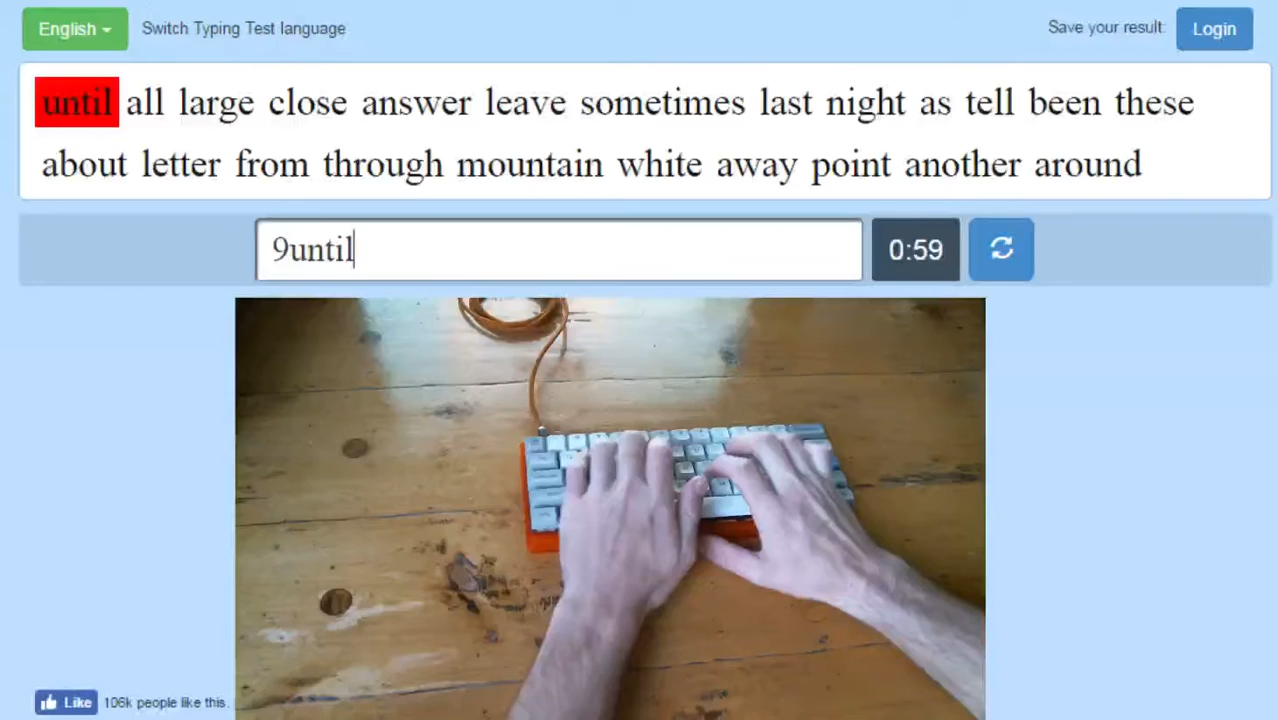 English Switch Typing Test language Save your result: Login
until all large close answer leave sometimes last night as tell been these
about letter from through mountain white away point another around
9until 0:59
Like 106k people like this.